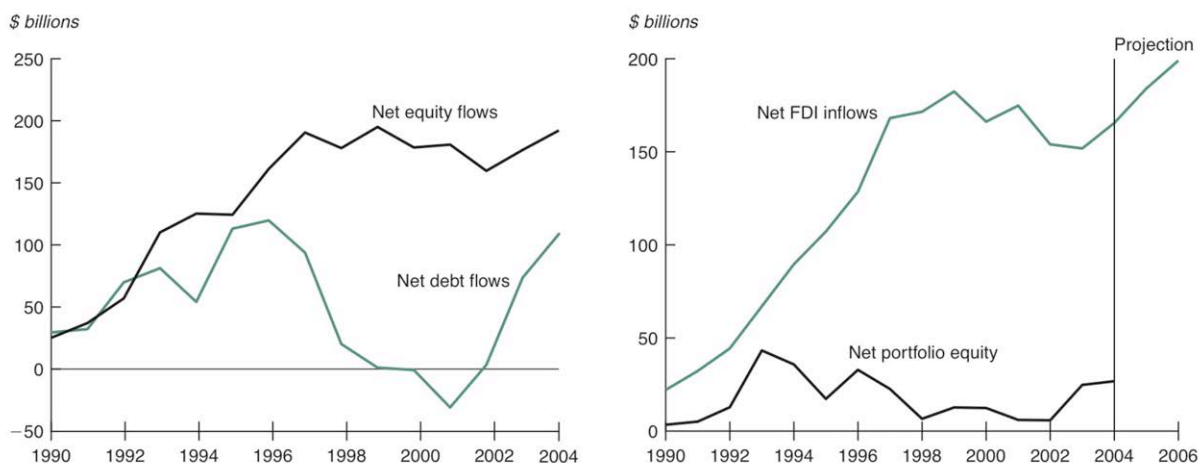 $ billions
250
200
150
100
50
0
−50
Net equity flows
Net debt flows
1990 1992 1994 1996 1998 2000 2002 2004
$ billions
Projection
200
150
100
50
0
Net FDI inflows
Net portfolio equity
1990 1992 1994 1996 1998 2000 2002 2004 2006